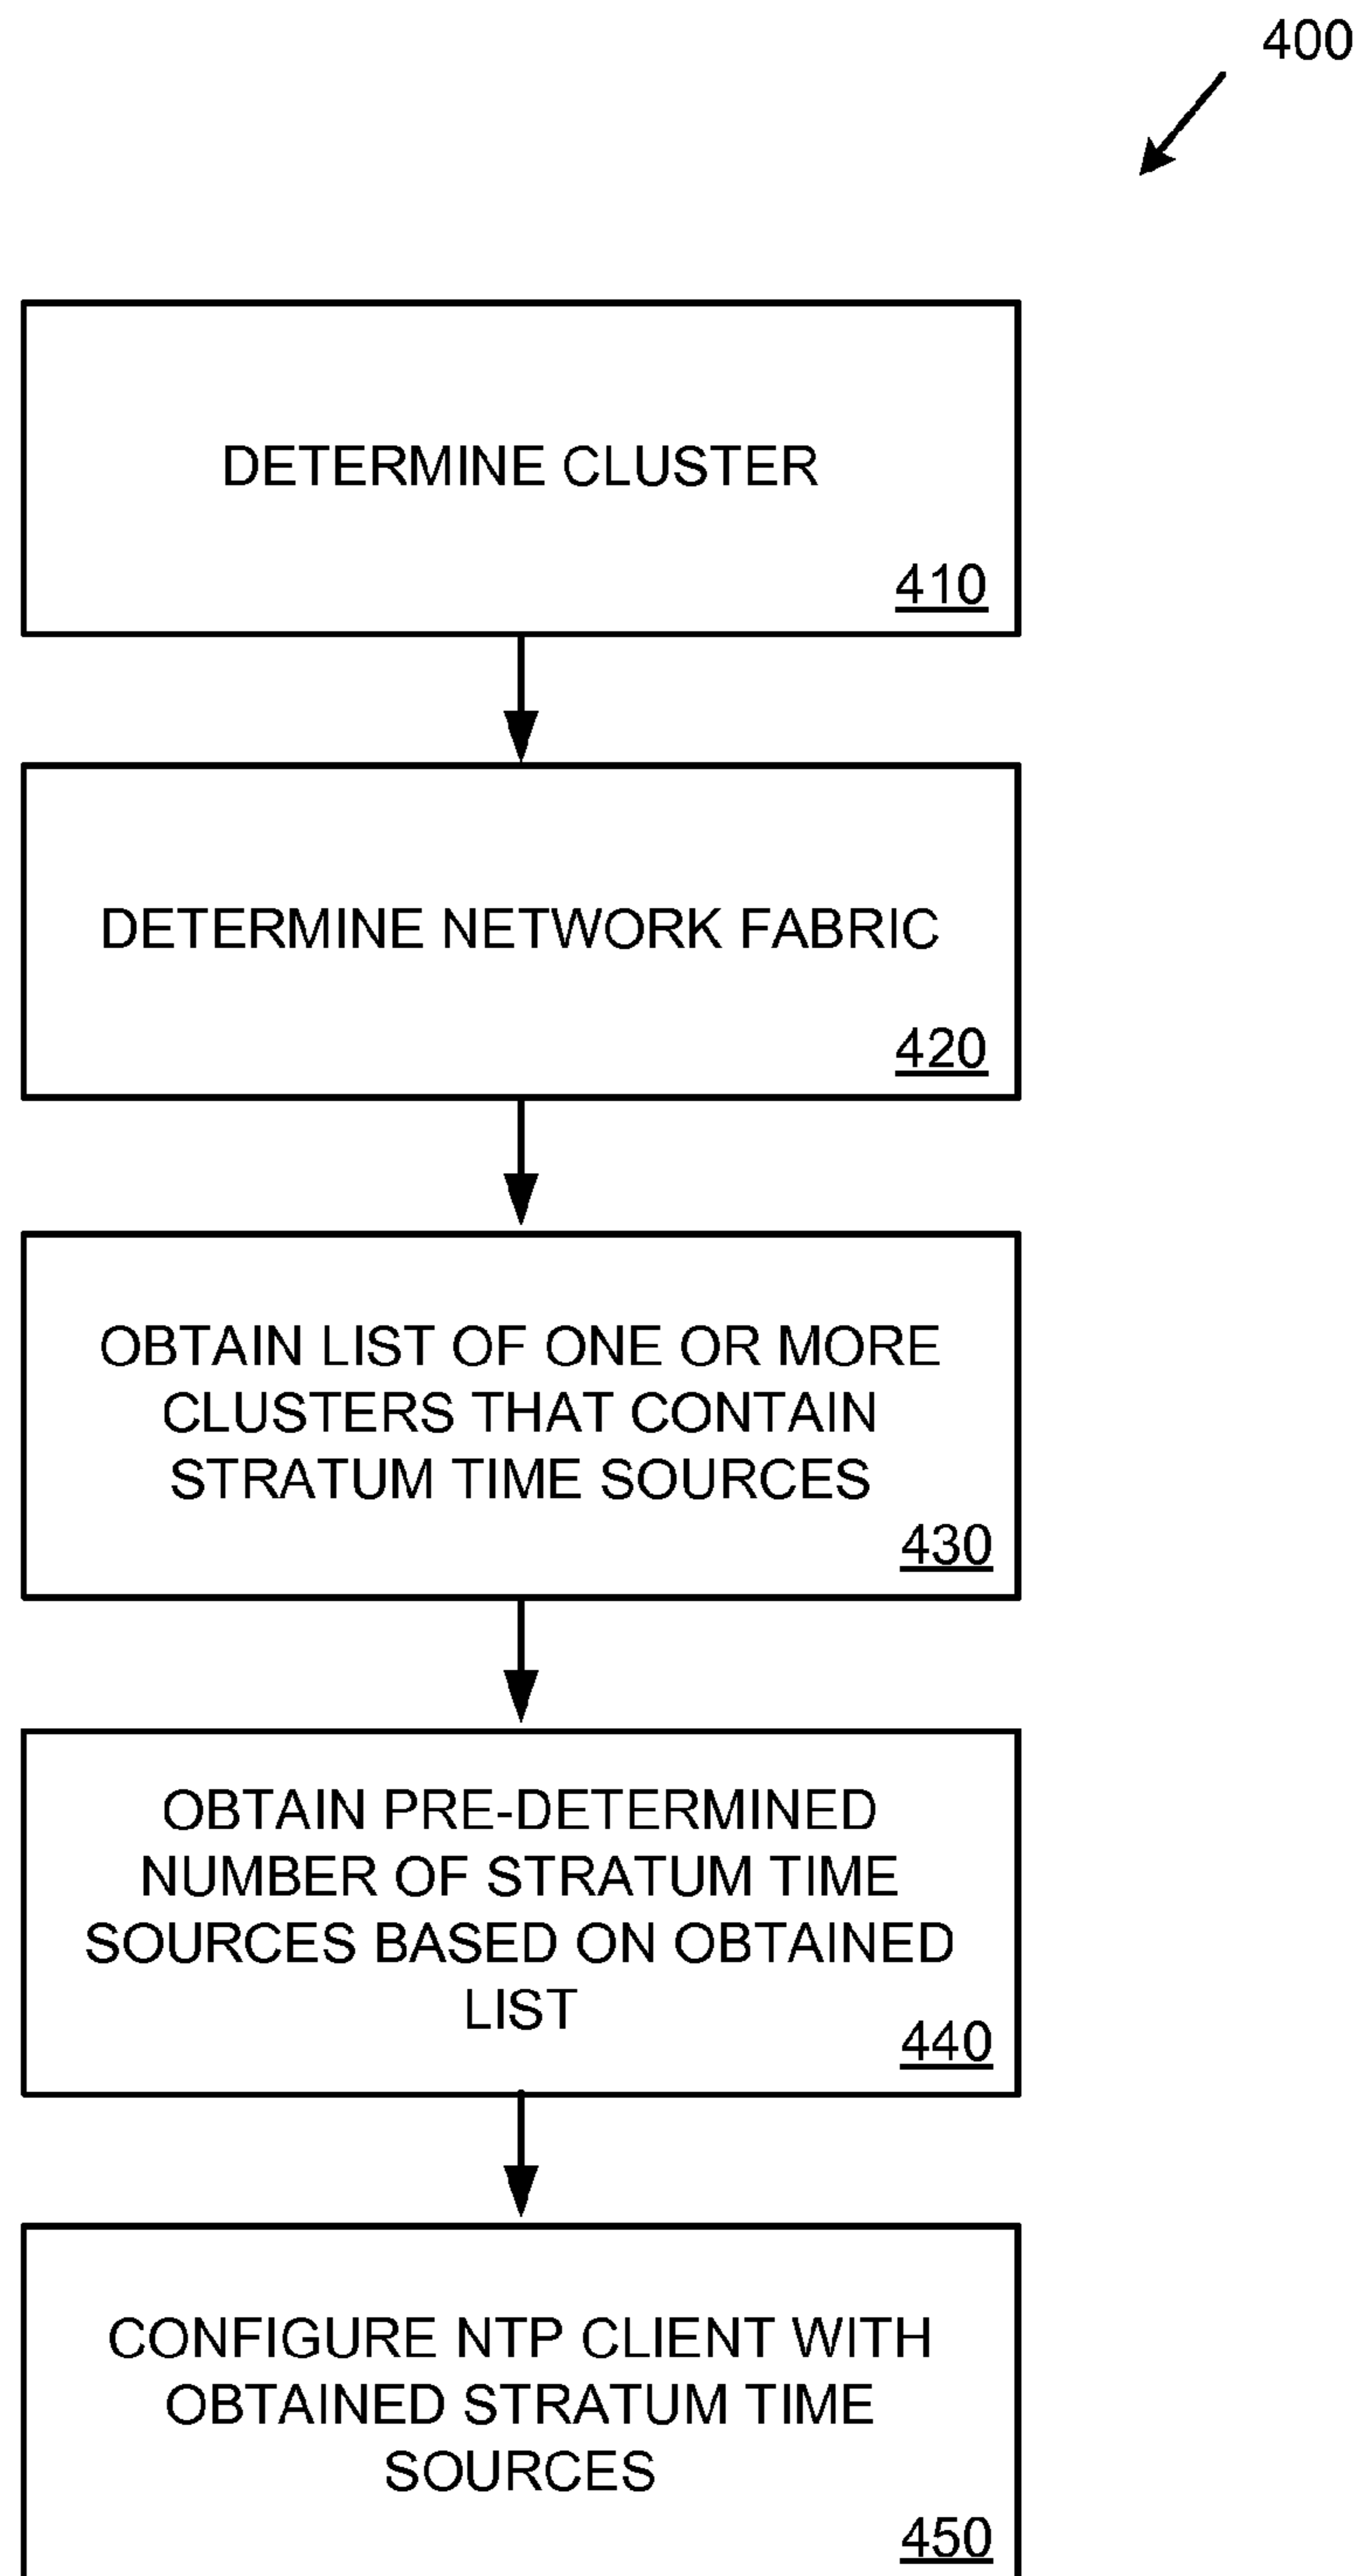 400
DETERMINE CLUSTER
410
DETERMINE NETWORK FABRIC
420
OBTAIN LIST OF ONE OR MORE
CLUSTERS THAT CONTAIN
STRATUM TIME SOURCES
430
OBTAIN PRE-DETERMINED
NUMBER OF STRATUM TIME
SOURCES BASED ON OBTAINED
LIST
440
CONFIGURE NTP CLIENT WITH
OBTAINED STRATUM TIME
SOURCES
450